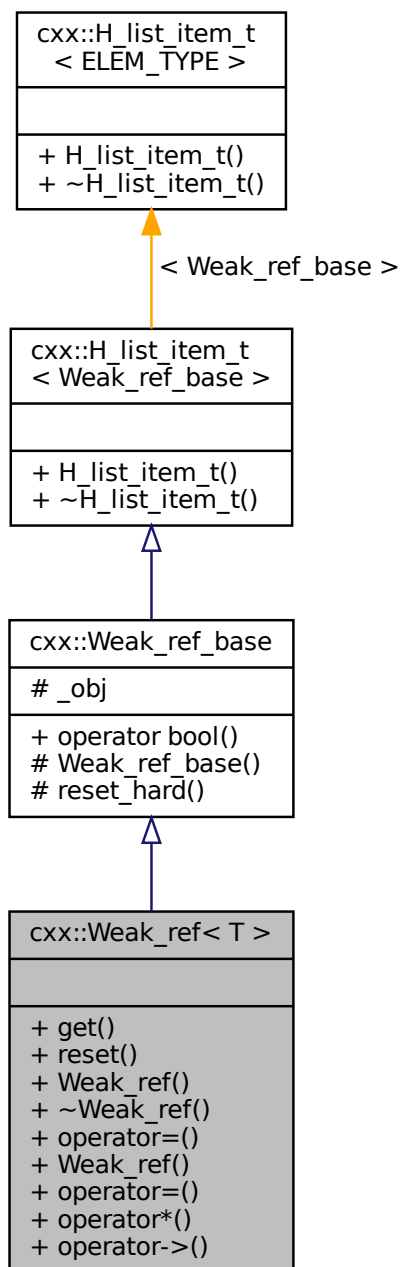 cxx::H_list_item_t
< ELEM_TYPE >
+ H_list_item_t()
+ ~H_list_item_t()
< Weak_ref_base >
cxx::H_list_item_t
< Weak_ref_base >
+ H_list_item_t()
+ ~H_list_item_t()
cxx::Weak_ref_base
# _obj
+ operator bool()
# Weak_ref_base()
# reset_hard()
cxx::Weak_ref< T >
+ get()
+ reset()
+ Weak_ref()
+ ~Weak_ref()
+ operator=()
+ Weak_ref()
+ operator=()
+ operator*()
+ operator->()